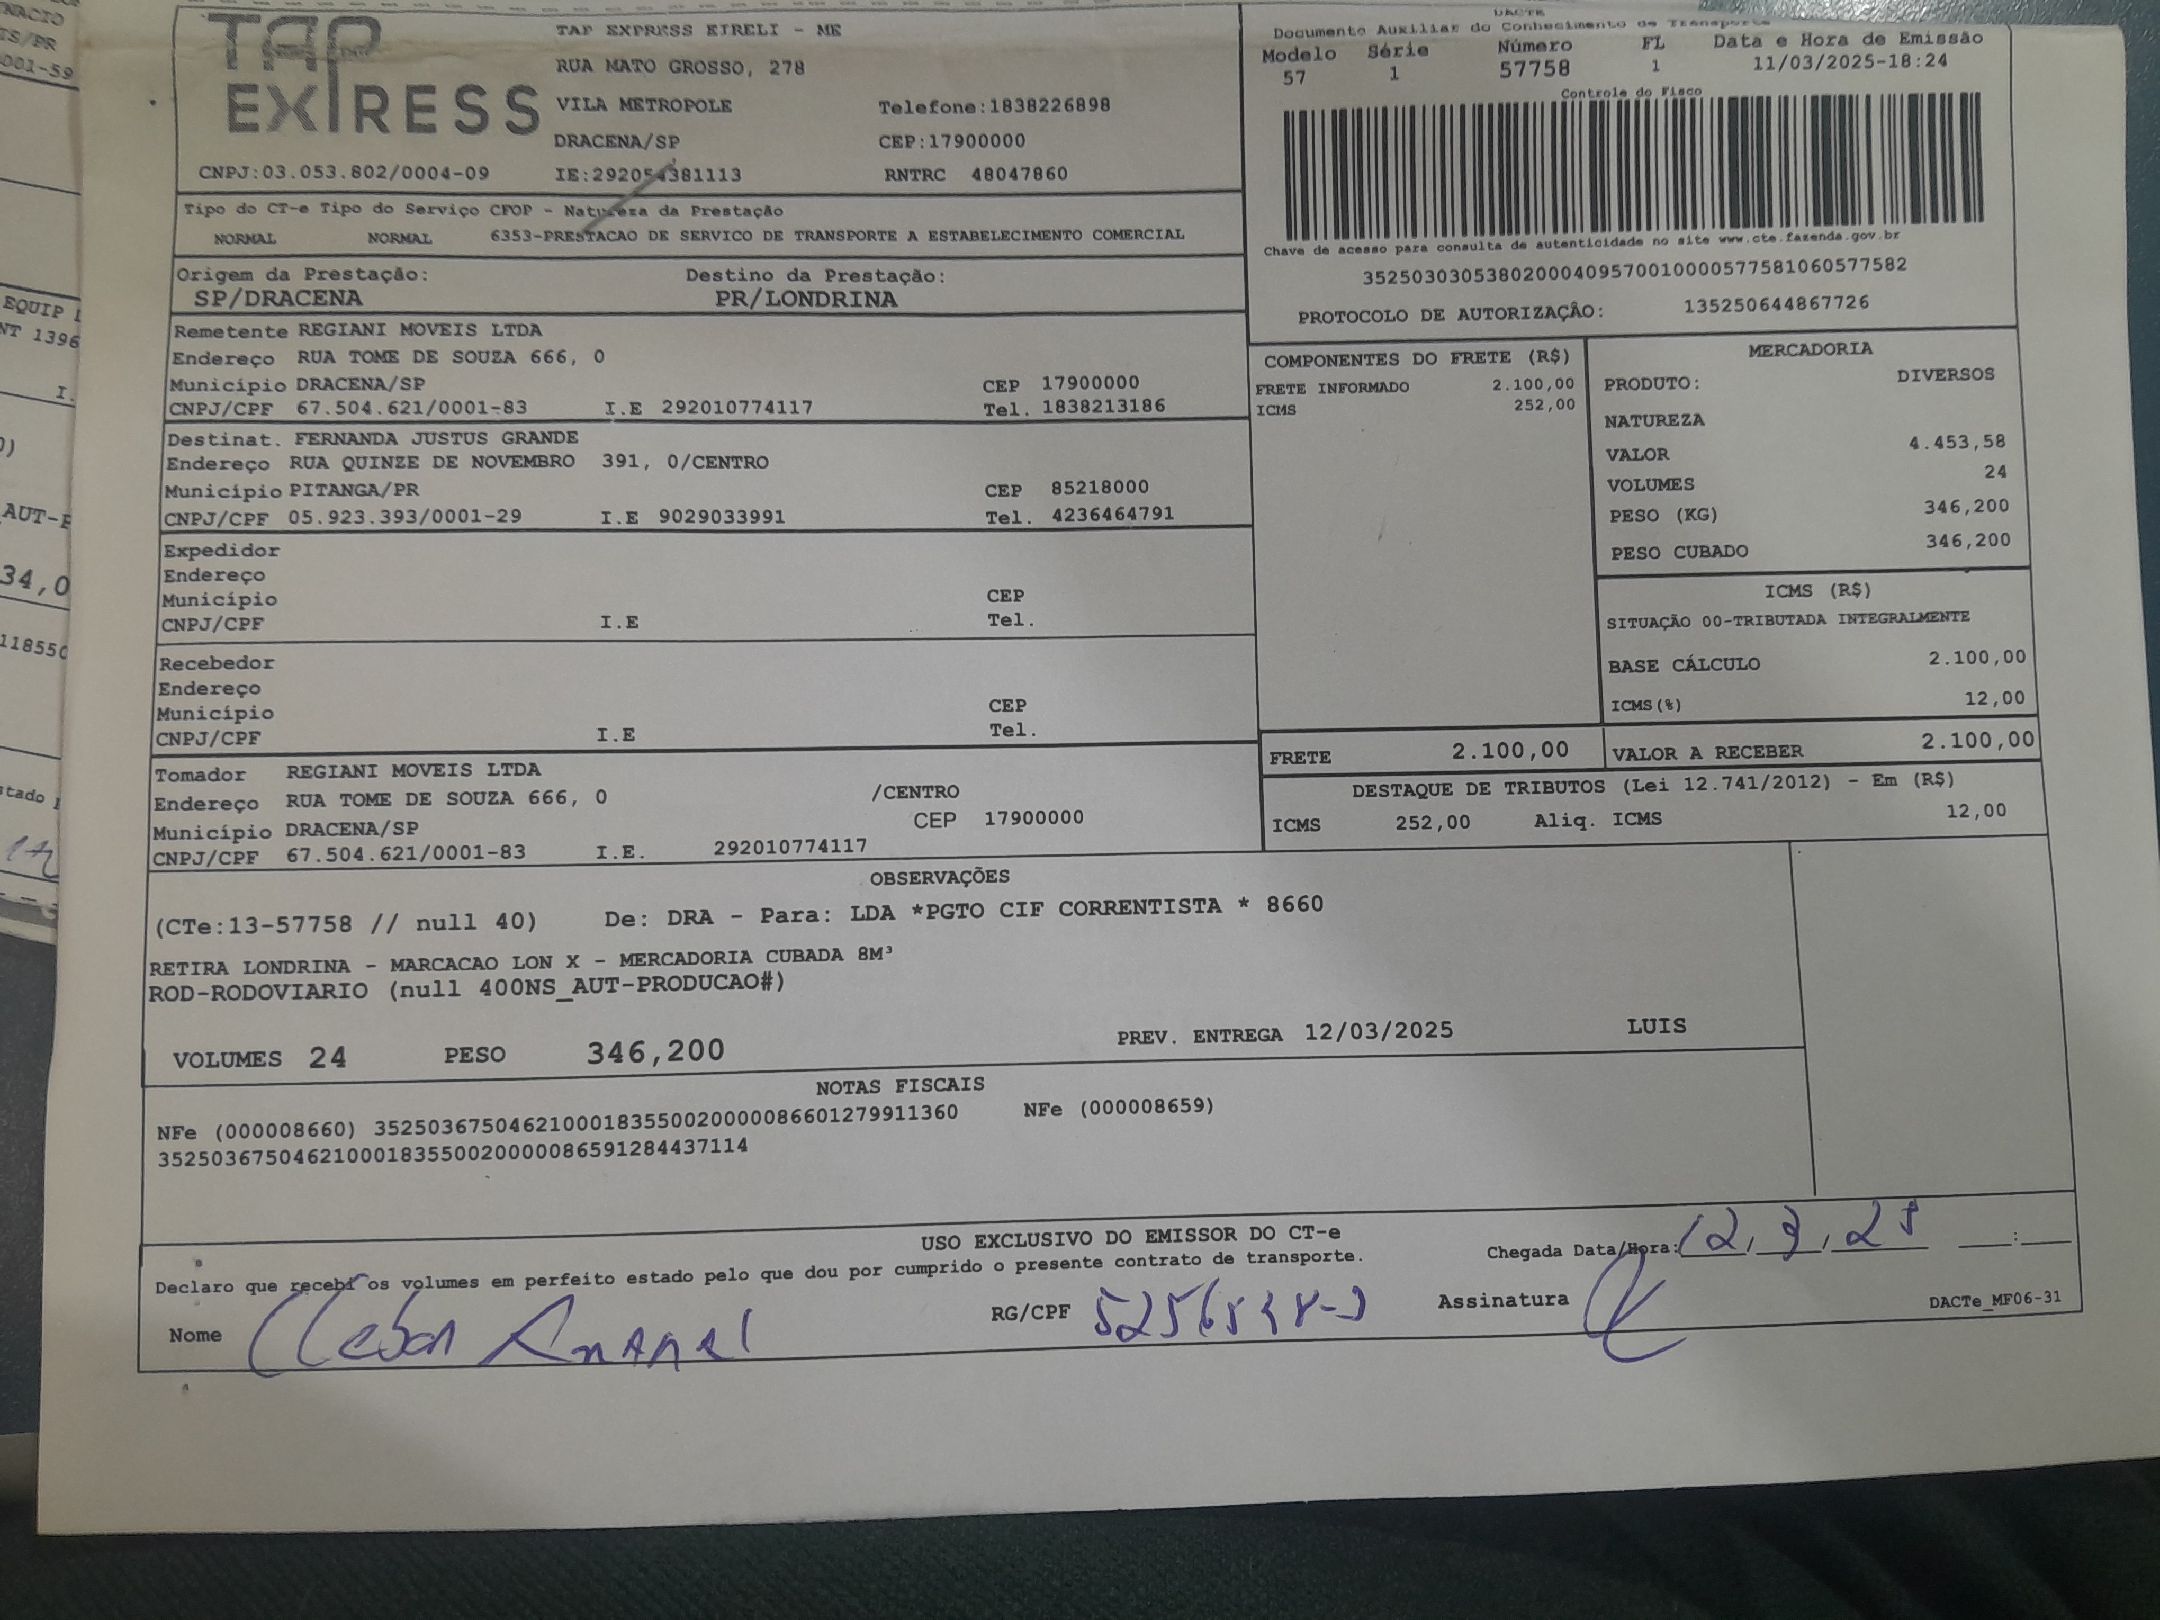 TAP EXPRESS
TAP EXPRESS EIRELI - ME
RUA MATO GROSSO, 278
VILA METROPOLE Telefone:1838226898
DRACENA/SP CEP:17900000
CNPJ:03.053.802/0004-09 IE:292054381113 RNTRC 48047860
DACTE
Documento Auxiliar do Conhecimento de Transporte
Modelo Série Número FL Data e Hora de Emissão
57 1 57758 1 11/03/2025-18:24
Controle do Fisco
Chave de acesso para consulta de autenticidade no site www.cte.fazenda.gov.br
35250303053802000409570010000577581060577582
PROTOCOLO DE AUTORIZAÇÃO: 135250644867726
Tipo do CT-e Tipo do Serviço CFOP - Natureza da Prestação
NORMAL NORMAL 6353-PRESTACAO DE SERVICO DE TRANSPORTE A ESTABELECIMENTO COMERCIAL
Origem da Prestação: Destino da Prestação:
SP/DRACENA PR/LONDRINA
Remetente REGIANI MOVEIS LTDA
Endereço RUA TOME DE SOUZA 666, 0
Município DRACENA/SP CEP 17900000
CNPJ/CPF 67.504.621/0001-83 I.E 292010774117 Tel. 1838213186
Destinat. FERNANDA JUSTUS GRANDE
Endereço RUA QUINZE DE NOVEMBRO 391, 0/CENTRO
Município PITANGA/PR CEP 85218000
CNPJ/CPF 05.923.393/0001-29 I.E 9029033991 Tel. 4236464791
Expedidor
Endereço
Município CEP
CNPJ/CPF I.E Tel.
Recebedor
Endereço
Município CEP
CNPJ/CPF I.E Tel.
Tomador REGIANI MOVEIS LTDA
Endereço RUA TOME DE SOUZA 666, 0 /CENTRO
Município DRACENA/SP CEP 17900000
CNPJ/CPF 67.504.621/0001-83 I.E. 292010774117
COMPONENTES DO FRETE (R$)
FRETE INFORMADO 2.100,00
ICMS 252,00
MERCADORIA
PRODUTO: DIVERSOS
NATUREZA
VALOR 4.453,58
VOLUMES 24
PESO (KG) 346,200
PESO CUBADO 346,200
ICMS (R$)
SITUAÇÃO 00-TRIBUTADA INTEGRALMENTE
BASE CÁLCULO 2.100,00
ICMS(%) 12,00
FRETE 2.100,00 VALOR A RECEBER 2.100,00
DESTAQUE DE TRIBUTOS (Lei 12.741/2012) - Em (R$)
ICMS 252,00 Aliq. ICMS 12,00
OBSERVAÇÕES
(CTe:13-57758 // null 40) De: DRA - Para: LDA *PGTO CIF CORRENTISTA * 8660
RETIRA LONDRINA - MARCACAO LON X - MERCADORIA CUBADA 8M³
ROD-RODOVIARIO (null 400NS_AUT-PRODUCAO#)
VOLUMES 24 PESO 346,200 PREV. ENTREGA 12/03/2025 LUIS
NOTAS FISCAIS
NFe (000008660) 35250367504621000183550020000086601279911360 NFe (000008659)
35250367504621000183550020000086591284437114
USO EXCLUSIVO DO EMISSOR DO CT-e
Declaro que recebi os volumes em perfeito estado pelo que dou por cumprido o presente contrato de transporte.
Chegada Data/Hora: 12, 3, 25 :
Nome RG/CPF Assinatura
DACTe_MF06-31
NACIO
IS/PR
001-59
EQUIP
NT 1396
I.
34,0
118550